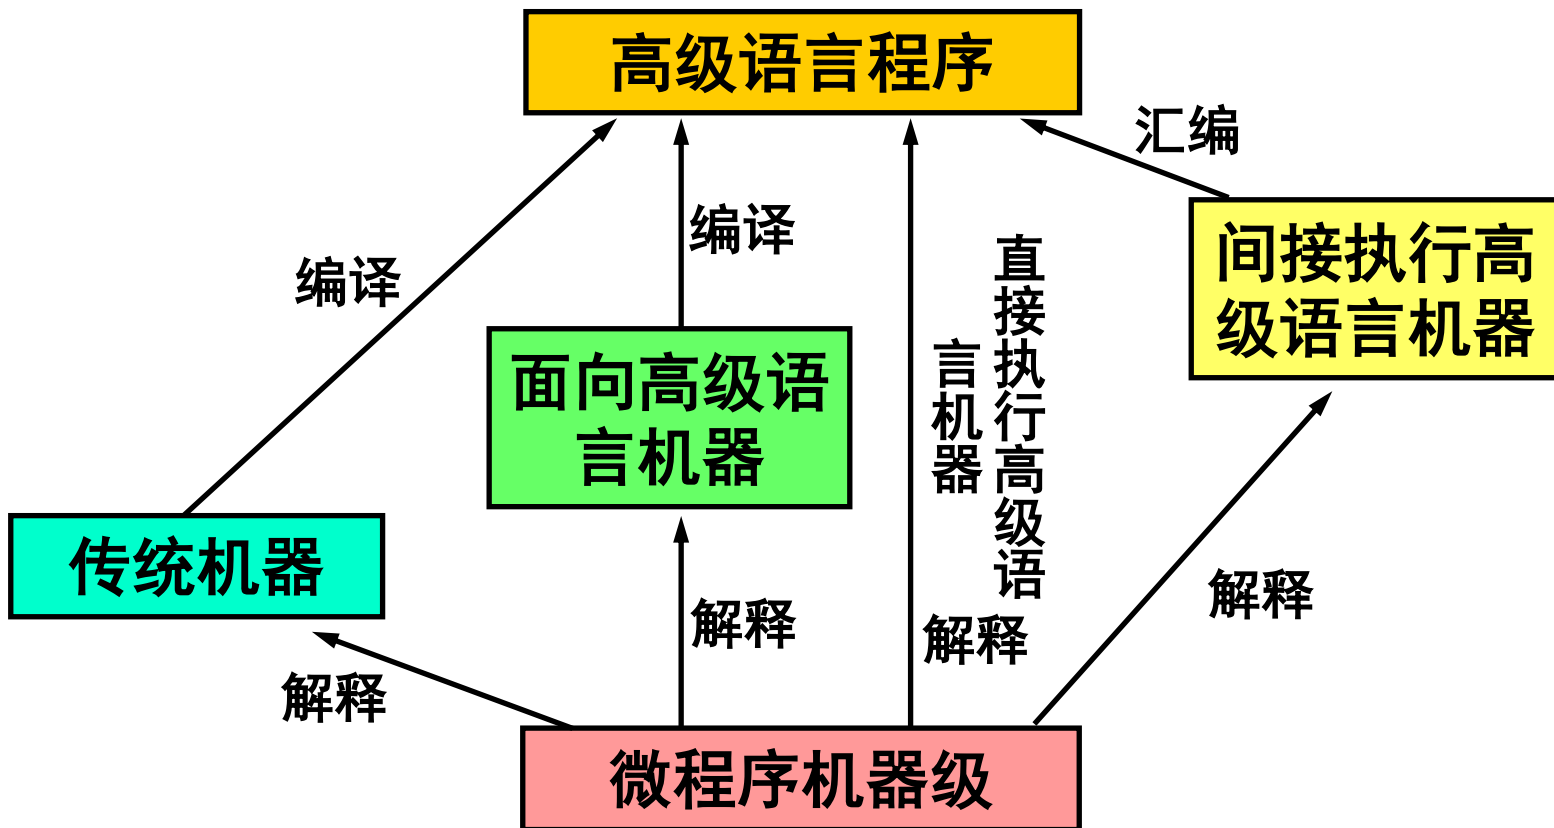 高级语言程序
汇编
编译
编译
间接执行高
级语言机器
直接执行高级语
言机器
面向高级语
言机器
传统机器
解释
解释
解释
解释
微程序机器级